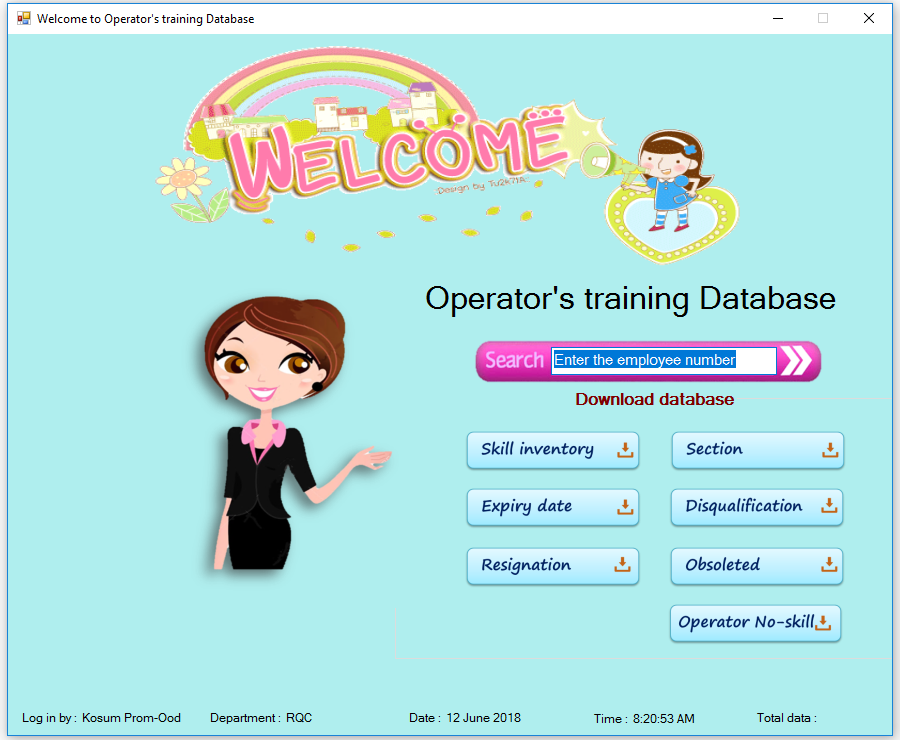 Welcome to Operator's training Database
WELCOME
Design by Tu2k718
Operator's training Database
Search Enter the employee number
Download database
Skill inventory
Section
Expiry date
Disqualification
Resignation
Obsoleted
Operator No-skill
Log in by : Kosum Prom-Ood Department : RQC Date : 12 June 2018 Time : 8:20:53 AM Total data :